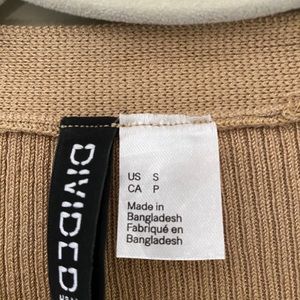 DIVIDED
US S
CA P
Made in
Bangladesh
Fabriqué en
Bangladesh